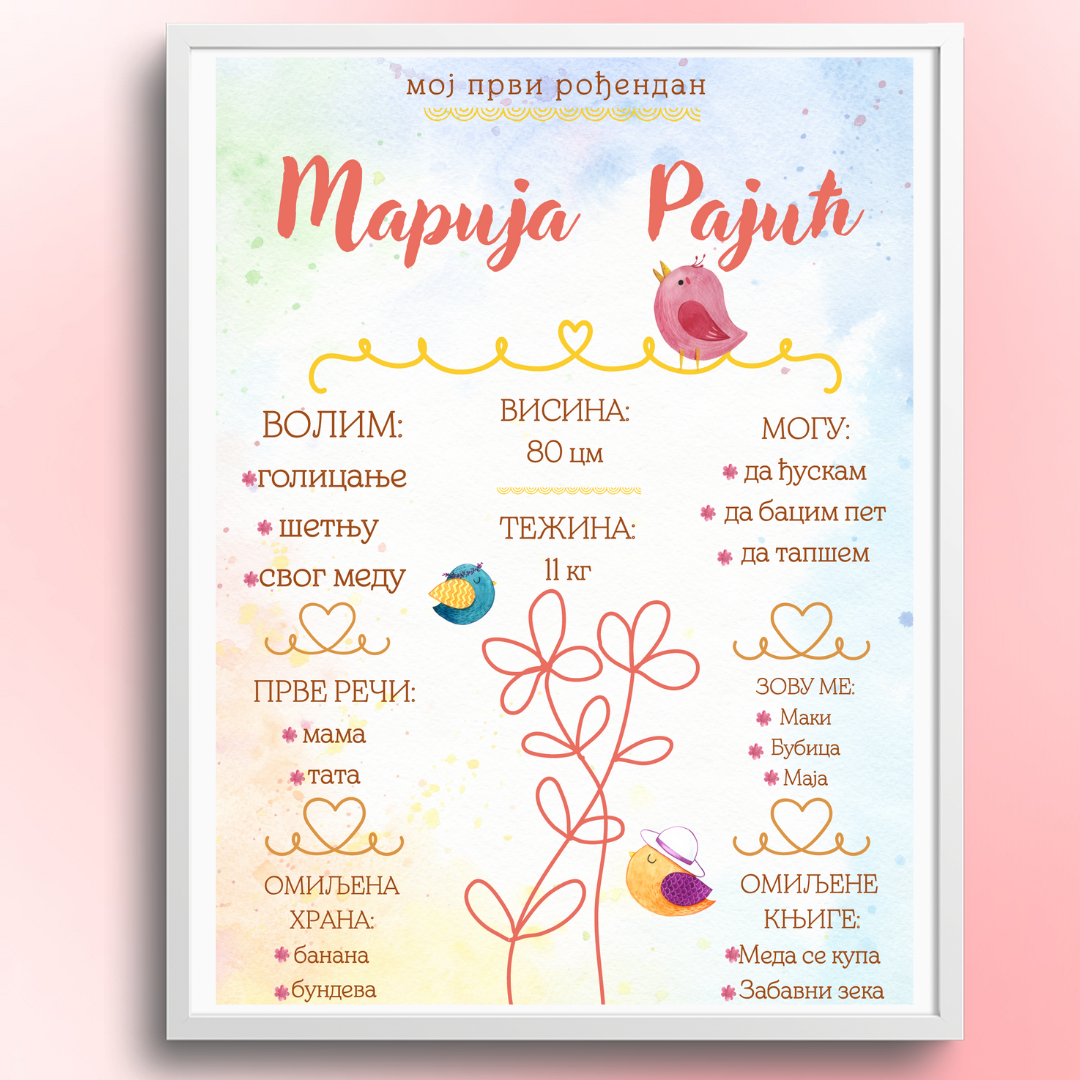 мој први рођендан
Марија Рајић
ВОЛИМ:
голицање
шетњу
свог меду
ПРВЕ РЕЧИ:
мама
тата
ОМИЉЕНА
ХРАНА:
банана
бундева
ВИСИНА:
80 цм
ТЕЖИНА:
11 кг
МОГУ:
да ђускам
да бацим пет
да тапшем
ЗОВУ МЕ:
Маки
Бубица
Маја
ОМИЉЕНЕ
КЊИГЕ:
Меда се купа
Забавни зека